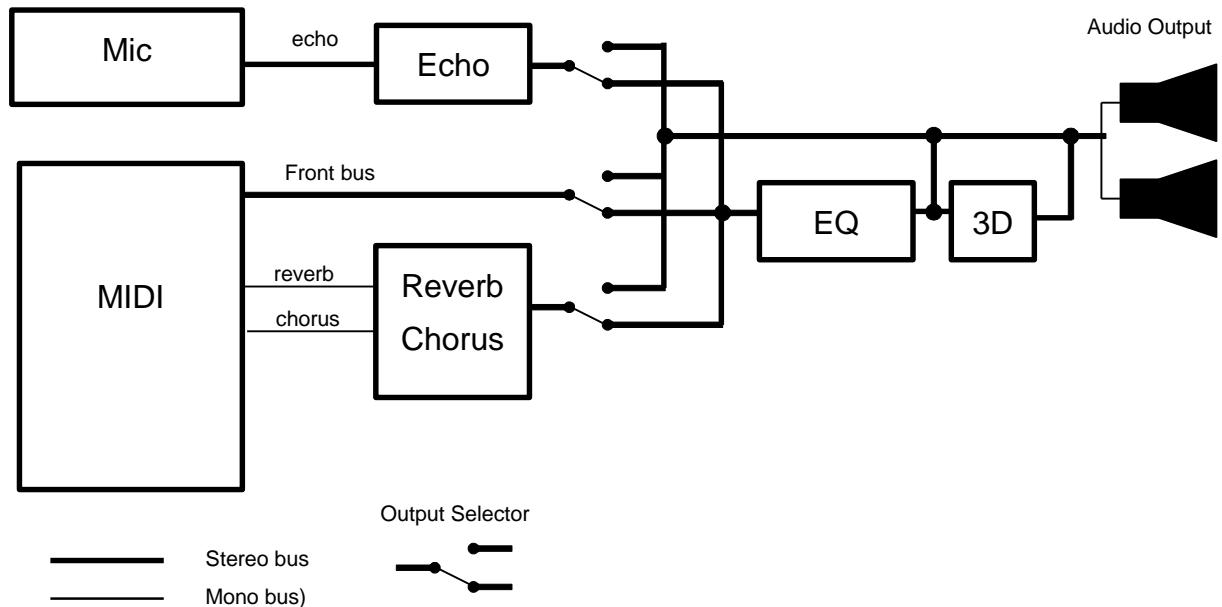 Mic
echo
Echo
Audio Output
Front bus
MIDI
reverb
chorus
Reverb
Chorus
EQ
3D
Output Selector
Stereo bus
Mono bus)